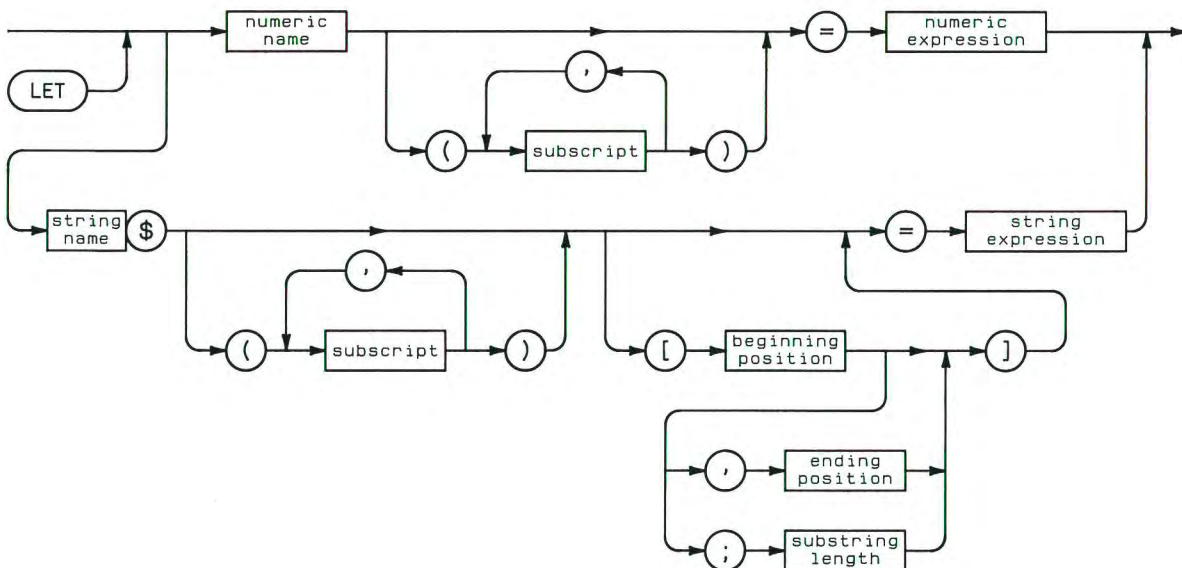 numeric
name
=
numeric
expression
LET
,
(
subscript
)
string
name
$
=
string
expression
,
(
subscript
)
[
beginning
position
]
,
ending
position
;
substring
length